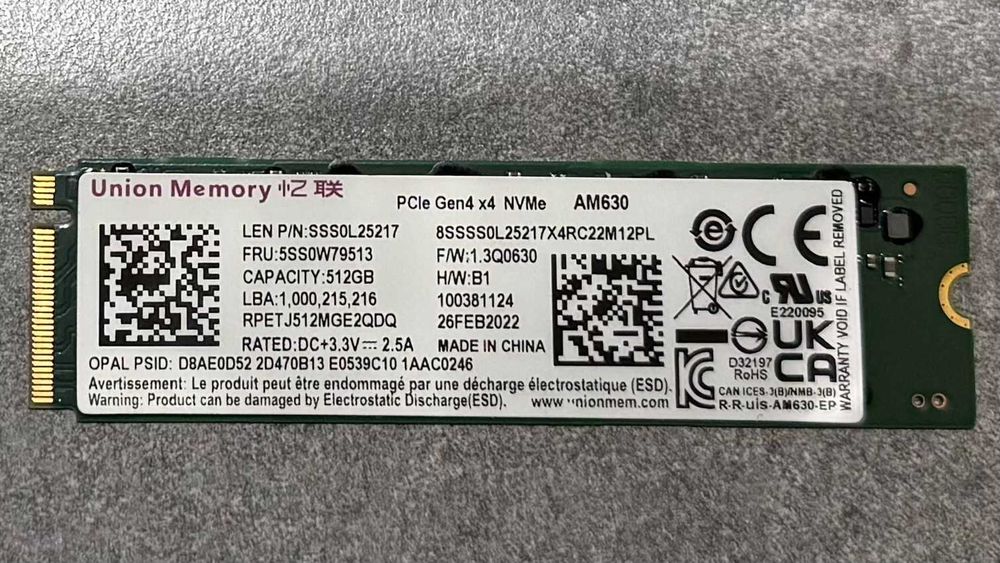 Union Memory 忆联
PCIe Gen4 x4 NVMe AM630
LEN P/N:SSS0L25217 8SSSS0L25217X4RC22M12PL
FRU:5SS0W79513 F/W:1.3Q0630
CAPACITY:512GB H/W:B1
LBA:1,000,215,216 100381124
RPETJ512MGE2QDQ 26FEB2022
RATED:DC+3.3V⎓ 2.5A MADE IN CHINA
OPAL PSID: D8AE0D52 2D470B13 E0539C10 1AAC0246
Avertissement: Le produit peut être endommagé par une décharge électrostatique (ESD).
Warning: Product can be damaged by Electrostatic Discharge(ESD). www.unionmem.com
e CE
c RU US
E220095
UK
CA
D32197
RoHS
CAN ICES-3(B)/NMB-3(B)
R-R-uis-AM630-EP
WARRANTY VOID IF LABEL REMOVED